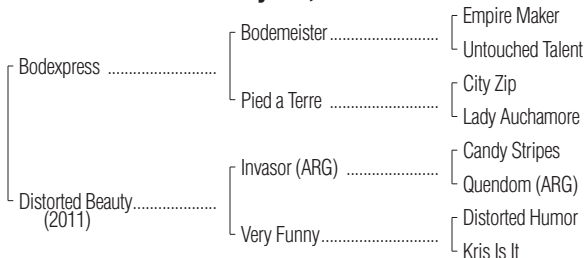 Empire Maker
Bodemeister ..........................
Untouched Talent
Bodexpress ..........................
City Zip
Pied a Terre ..........................
Lady Auchamore
Candy Stripes
Invasor (ARG) ......................
Quendom (ARG)
Distorted Beauty....................
(2011)
Distorted Humor
Very Funny............................
Kris Is It